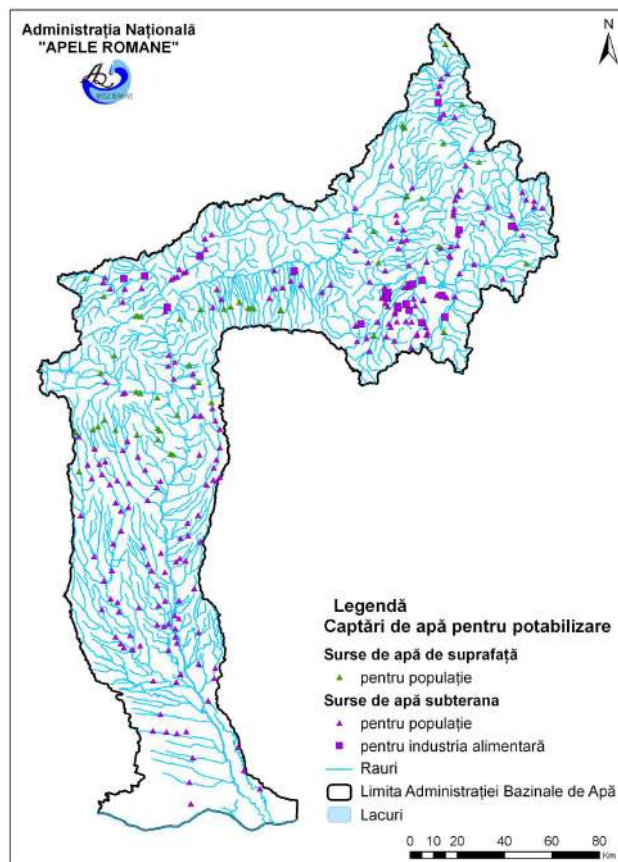 Administrația Națională
"APELE ROMANE"
N
Legendă
Captări de apă pentru potabilizare
Surse de apă de suprafață
pentru populație
Surse de apă subterana
pentru populație
pentru industria alimentară
Rauri
Limita Administrației Bazinale de Apă
Lacuri
0 5 10 20 40 60 80
Km